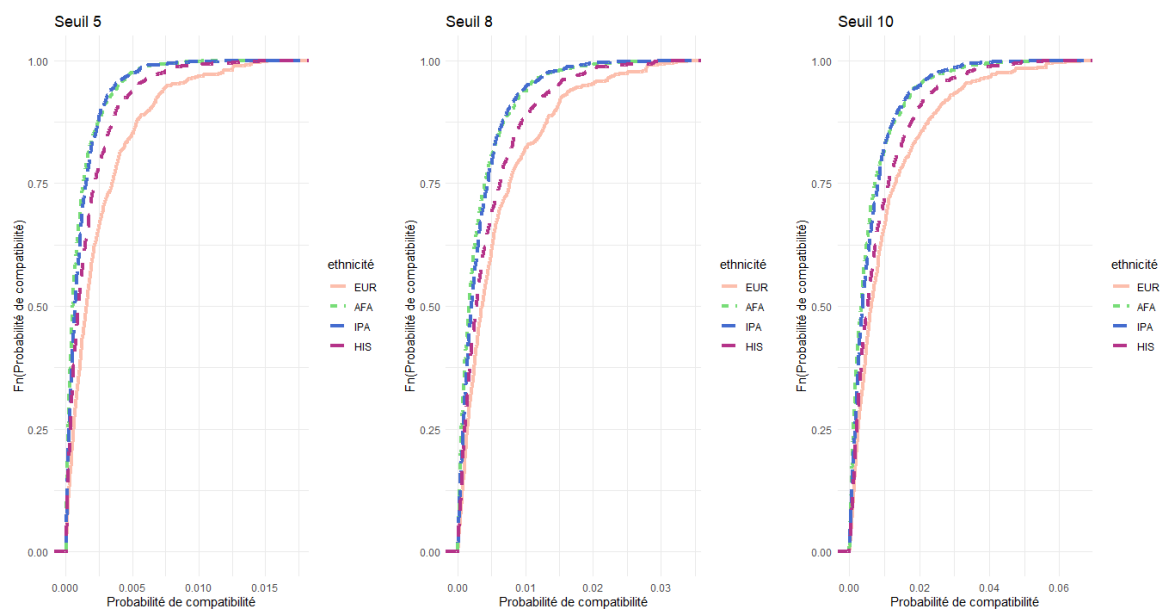 Seuil 5
Fn(Probabilité de compatibilité)
1.00
0.75
0.50
0.25
0.00
0.000 0.005 0.010 0.015
Probabilité de compatibilité
ethnicité
EUR
AFA
IPA
HIS
Seuil 8
Fn(Probabilité de compatibilité)
1.00
0.75
0.50
0.25
0.00
0.00 0.01 0.02 0.03
Probabilité de compatibilité
ethnicité
EUR
AFA
IPA
HIS
Seuil 10
Fn(Probabilité de compatibilité)
1.00
0.75
0.50
0.25
0.00
0.00 0.02 0.04 0.06
Probabilité de compatibilité
ethnicité
EUR
AFA
IPA
HIS